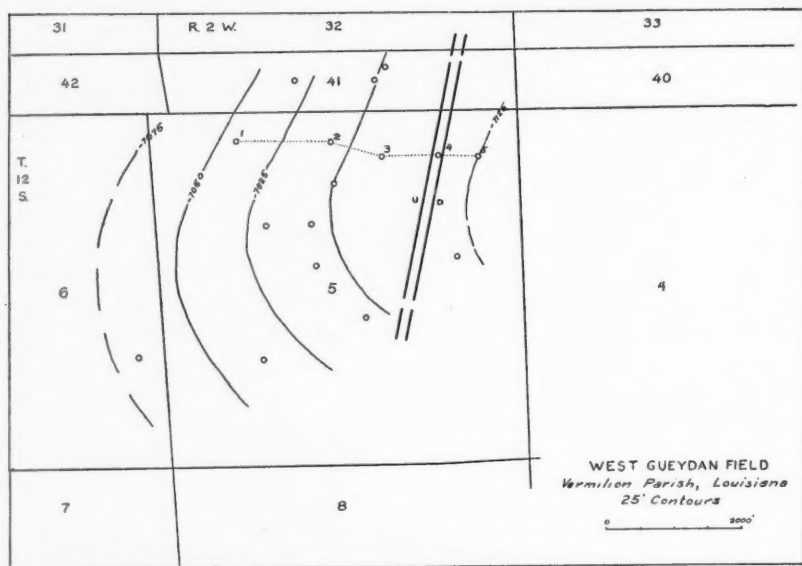 31
R. 2 W.
32
33
42
41
40
-7075
1
2
3
4
5
-7125
T.
12
S.
-7050
-7025
U
D
6
5
4
7
8
WEST GUEYDAN FIELD
Vermilion Parish, Louisiana
25' Contours
0
2000'